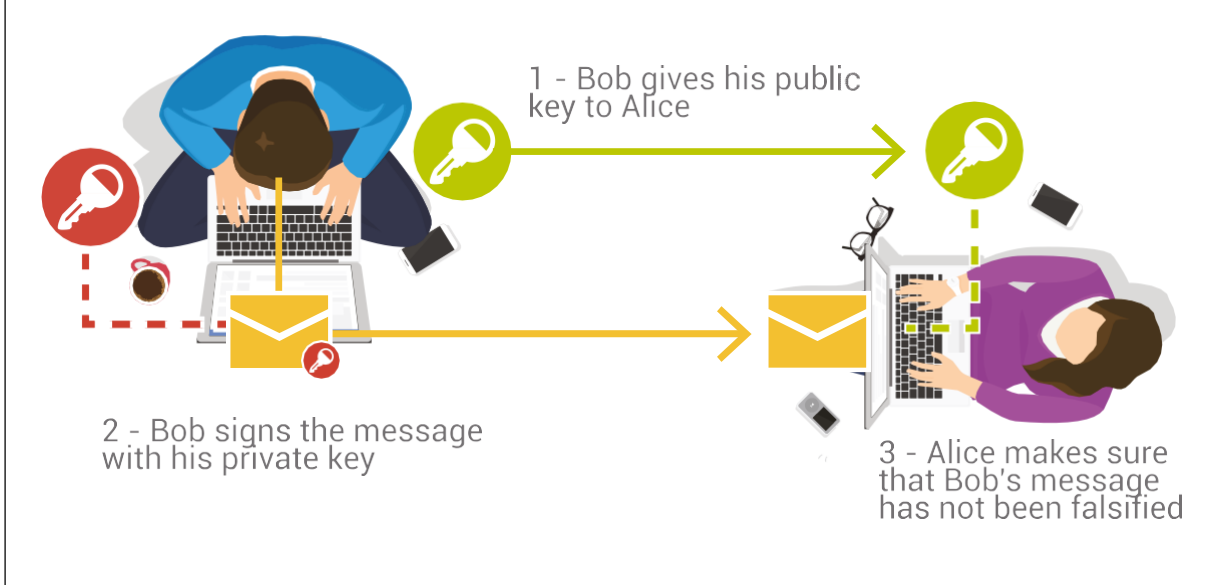 1 - Bob gives his public
key to Alice
2 - Bob signs the message
with his private key
3 - Alice makes sure
that Bob's message
has not been falsified